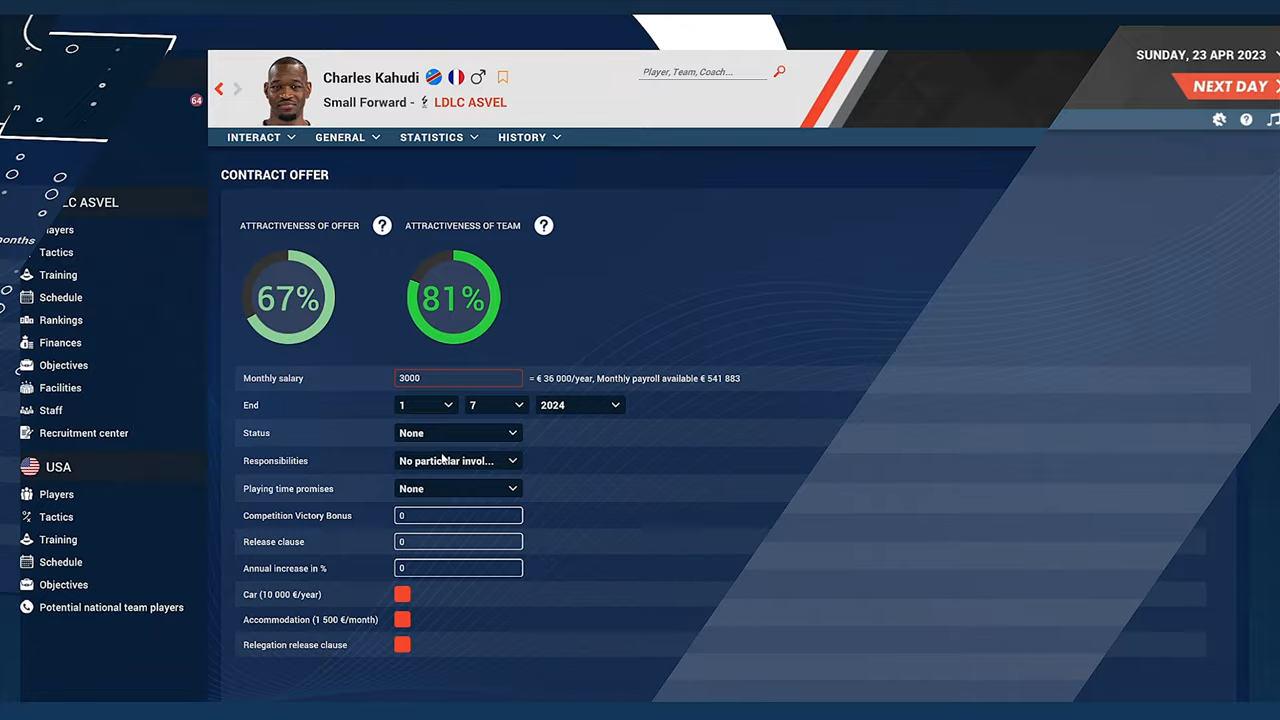 SUNDAY, 23 APR 2023
Charles Kahudi
Player, Team, Coach...
NEXT DAY
64
Small Forward - LDLC ASVEL
INTERACT GENERAL STATISTICS HISTORY
CONTRACT OFFER
LC ASVEL
ATTRACTIVENESS OF OFFER ? ATTRACTIVENESS OF TEAM ?
ayers
onths
Tactics
Training
67% 81%
Schedule
Rankings
Finances
Objectives
Facilities
Staff
Recruitment center
Monthly salary 3000 = € 36 000/year, Monthly payroll available € 541 883
End 1 7 2024
Status None
Responsibilities No particular invol...
USA
Playing time promises None
Players
Competition Victory Bonus 0
Tactics
Release clause 0
Training
Annual increase in % 0
Schedule
Car (10 000 €/year)
Objectives
Accommodation (1 500 €/month)
Potential national team players
Relegation release clause